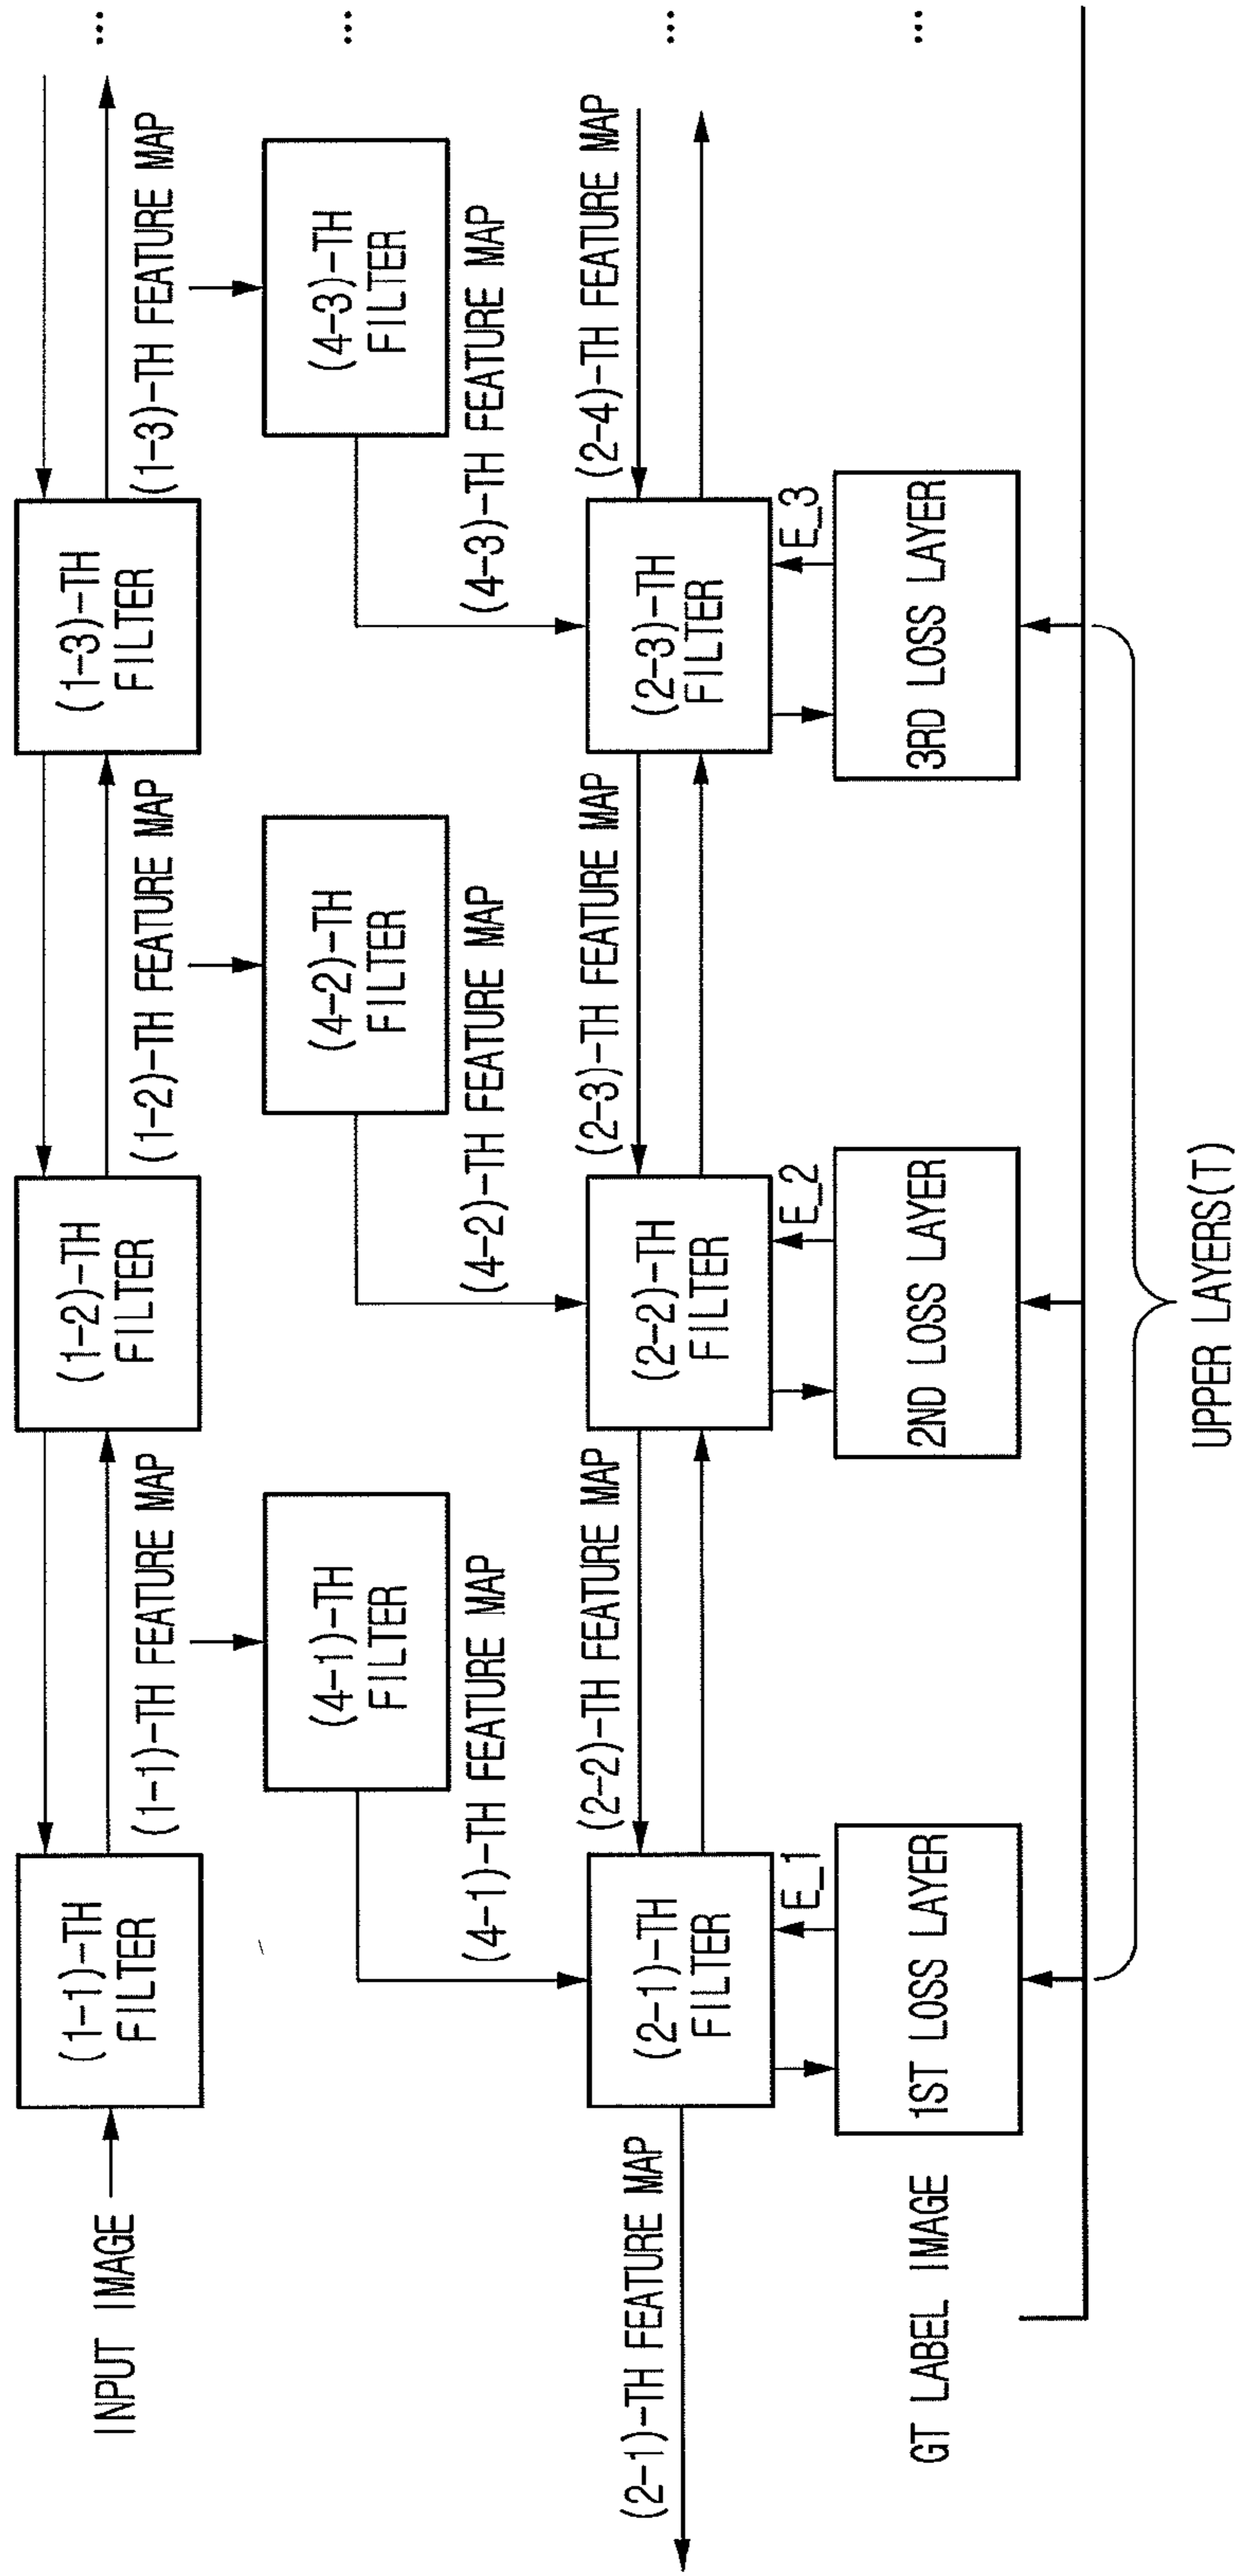 INPUT IMAGE
(1-1)-TH
FILTER
(1-1)-TH FEATURE MAP
(1-2)-TH
FILTER
(1-2)-TH FEATURE MAP
(1-3)-TH
FILTER
(1-3)-TH FEATURE MAP
...
(4-1)-TH
FILTER
(4-2)-TH
FILTER
(4-3)-TH
FILTER
...
(4-1)-TH FEATURE MAP
(4-2)-TH FEATURE MAP
(4-3)-TH FEATURE MAP
(2-1)-TH FEATURE MAP
(2-1)-TH
FILTER
(2-2)-TH FEATURE MAP
(2-2)-TH
FILTER
(2-3)-TH FEATURE MAP
(2-3)-TH
FILTER
(2-4)-TH FEATURE MAP
...
E_1
E_2
E_3
GT LABEL IMAGE
1ST LOSS LAYER
2ND LOSS LAYER
3RD LOSS LAYER
...
UPPER LAYERS(T)